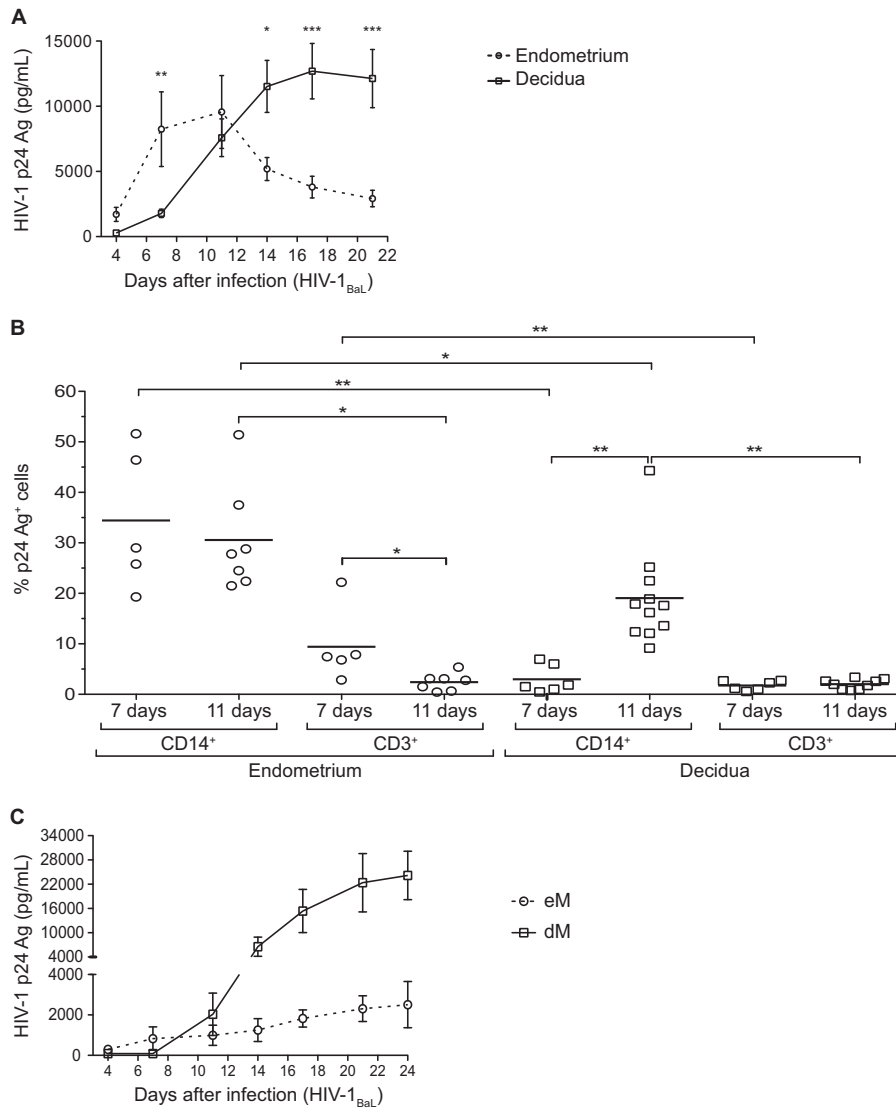 A
HIV-1 p24 Ag (pg/mL)
15000
10000
5000
0
** * *** ***
4 6 8 10 12 14 16 18 20 22
Days after infection (HIV-1BaL)
Endometrium
Decidua
B
**
*
**
*
** **
*
% p24 Ag+ cells
60
50
40
30
20
10
0
7 days 11 days 7 days 11 days 7 days 11 days 7 days 11 days
CD14+ CD3+ CD14+ CD3+
Endometrium Decidua
C
HIV-1 p24 Ag (pg/mL)
34000
28000
22000
16000
10000
4000
4000
2000
0
4 6 8 10 12 14 16 18 20 22 24
Days after infection (HIV-1BaL)
eM
dM